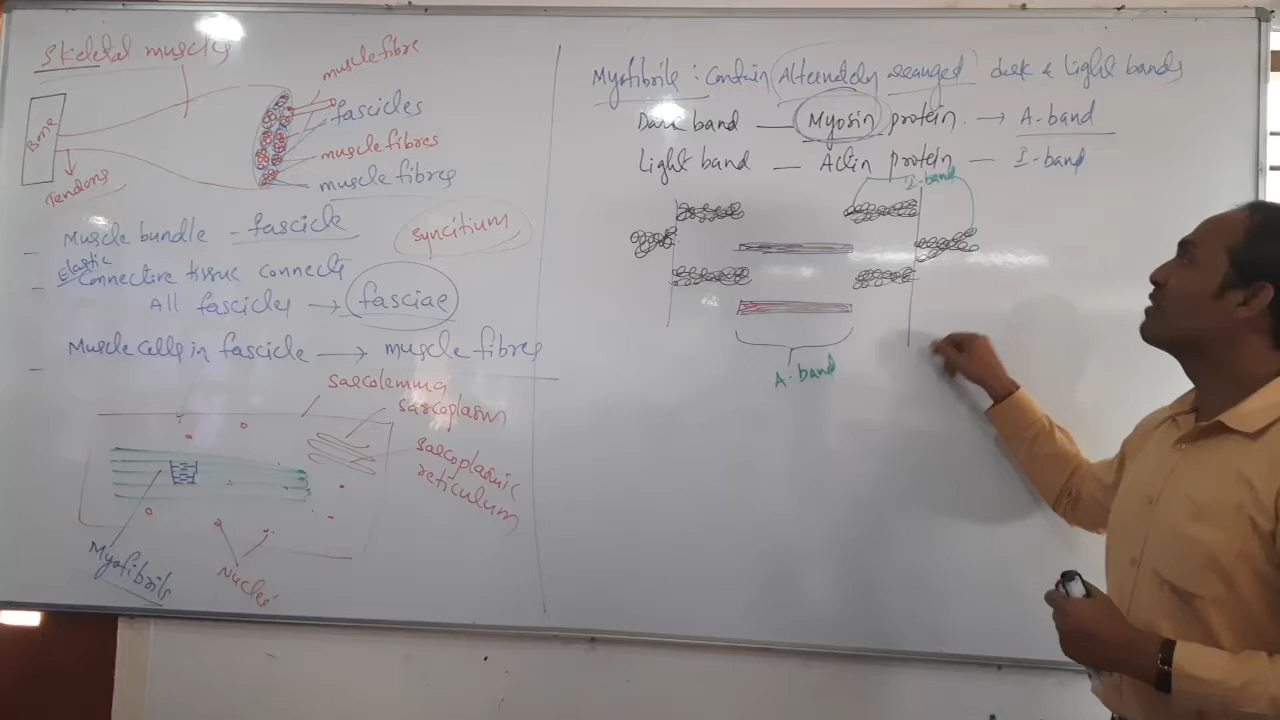 Skeletal muscles
Bone
Tendons
muscle fibre
fascicles
muscle fibres
muscle fibres
Muscle bundle - fascicle
syncitium
Elastic
Connective tissue connects
All fascicles → fasciae
Muscle cells in fascicle → muscle fibres
sarcolemma
sarcoplasm
sarcoplasmic
reticulum
Myofibrils
Nuclei
Myofibrils : Contain Alternately arranged dark & light bands
Dark band — Myosin protein → A-band
Light band — Actin protein — I-band
I-band
A-band